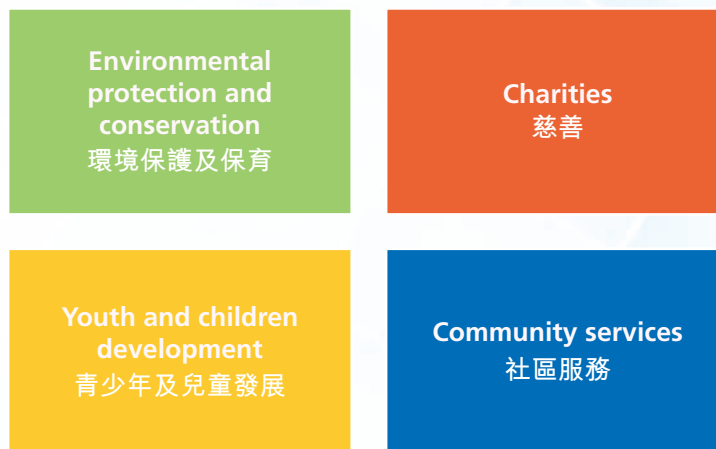 Environmental
protection and
conservation
環境保護及保育
Charities
慈善
Youth and children
development
青少年及兒童發展
Community services
社區服務